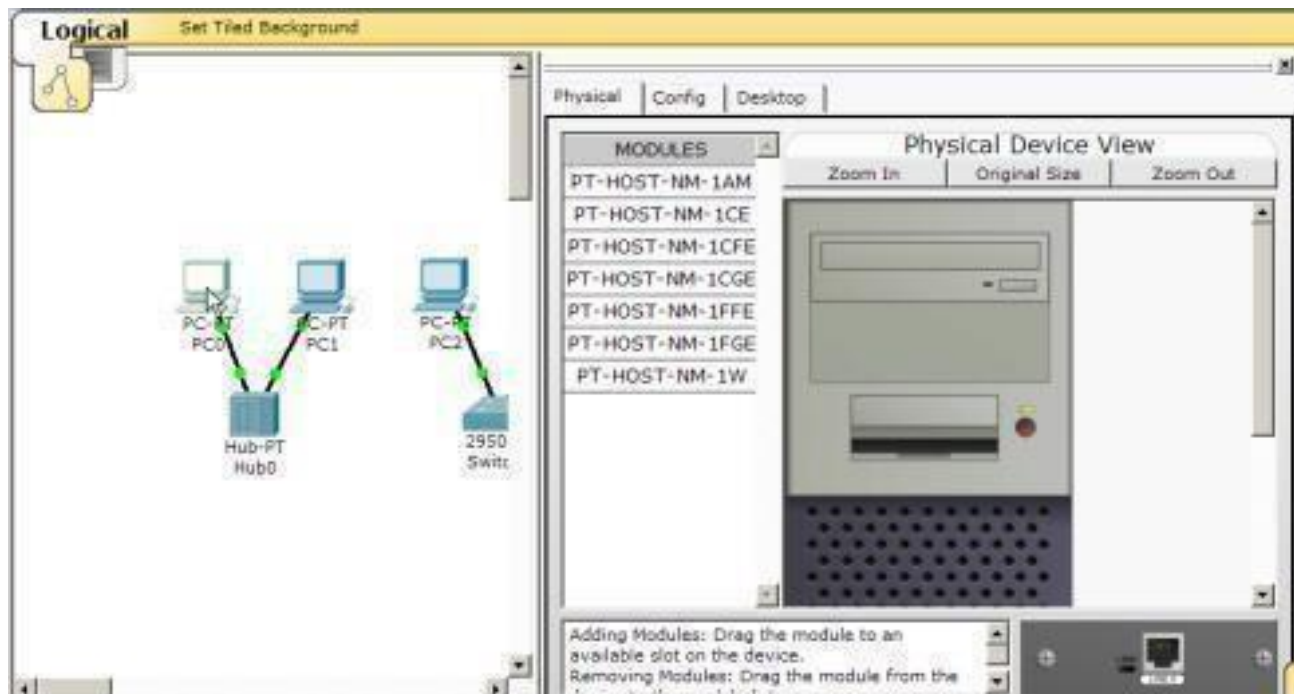 Logical
Set Tiled Background
Physical
Config
Desktop
MODULES
PT-HOST-NM-1AM
PT-HOST-NM-1CE
PT-HOST-NM-1CFE
PT-HOST-NM-1CGE
PT-HOST-NM-1FFE
PT-HOST-NM-1FGE
PT-HOST-NM-1W
Physical Device View
Zoom In
Original Size
Zoom Out
PC-PT
PC0
PC-PT
PC1
PC-PT
PC2
Hub-PT
Hub0
2950
Switc
Adding Modules: Drag the module to an
available slot on the device.
Removing Modules: Drag the module from the